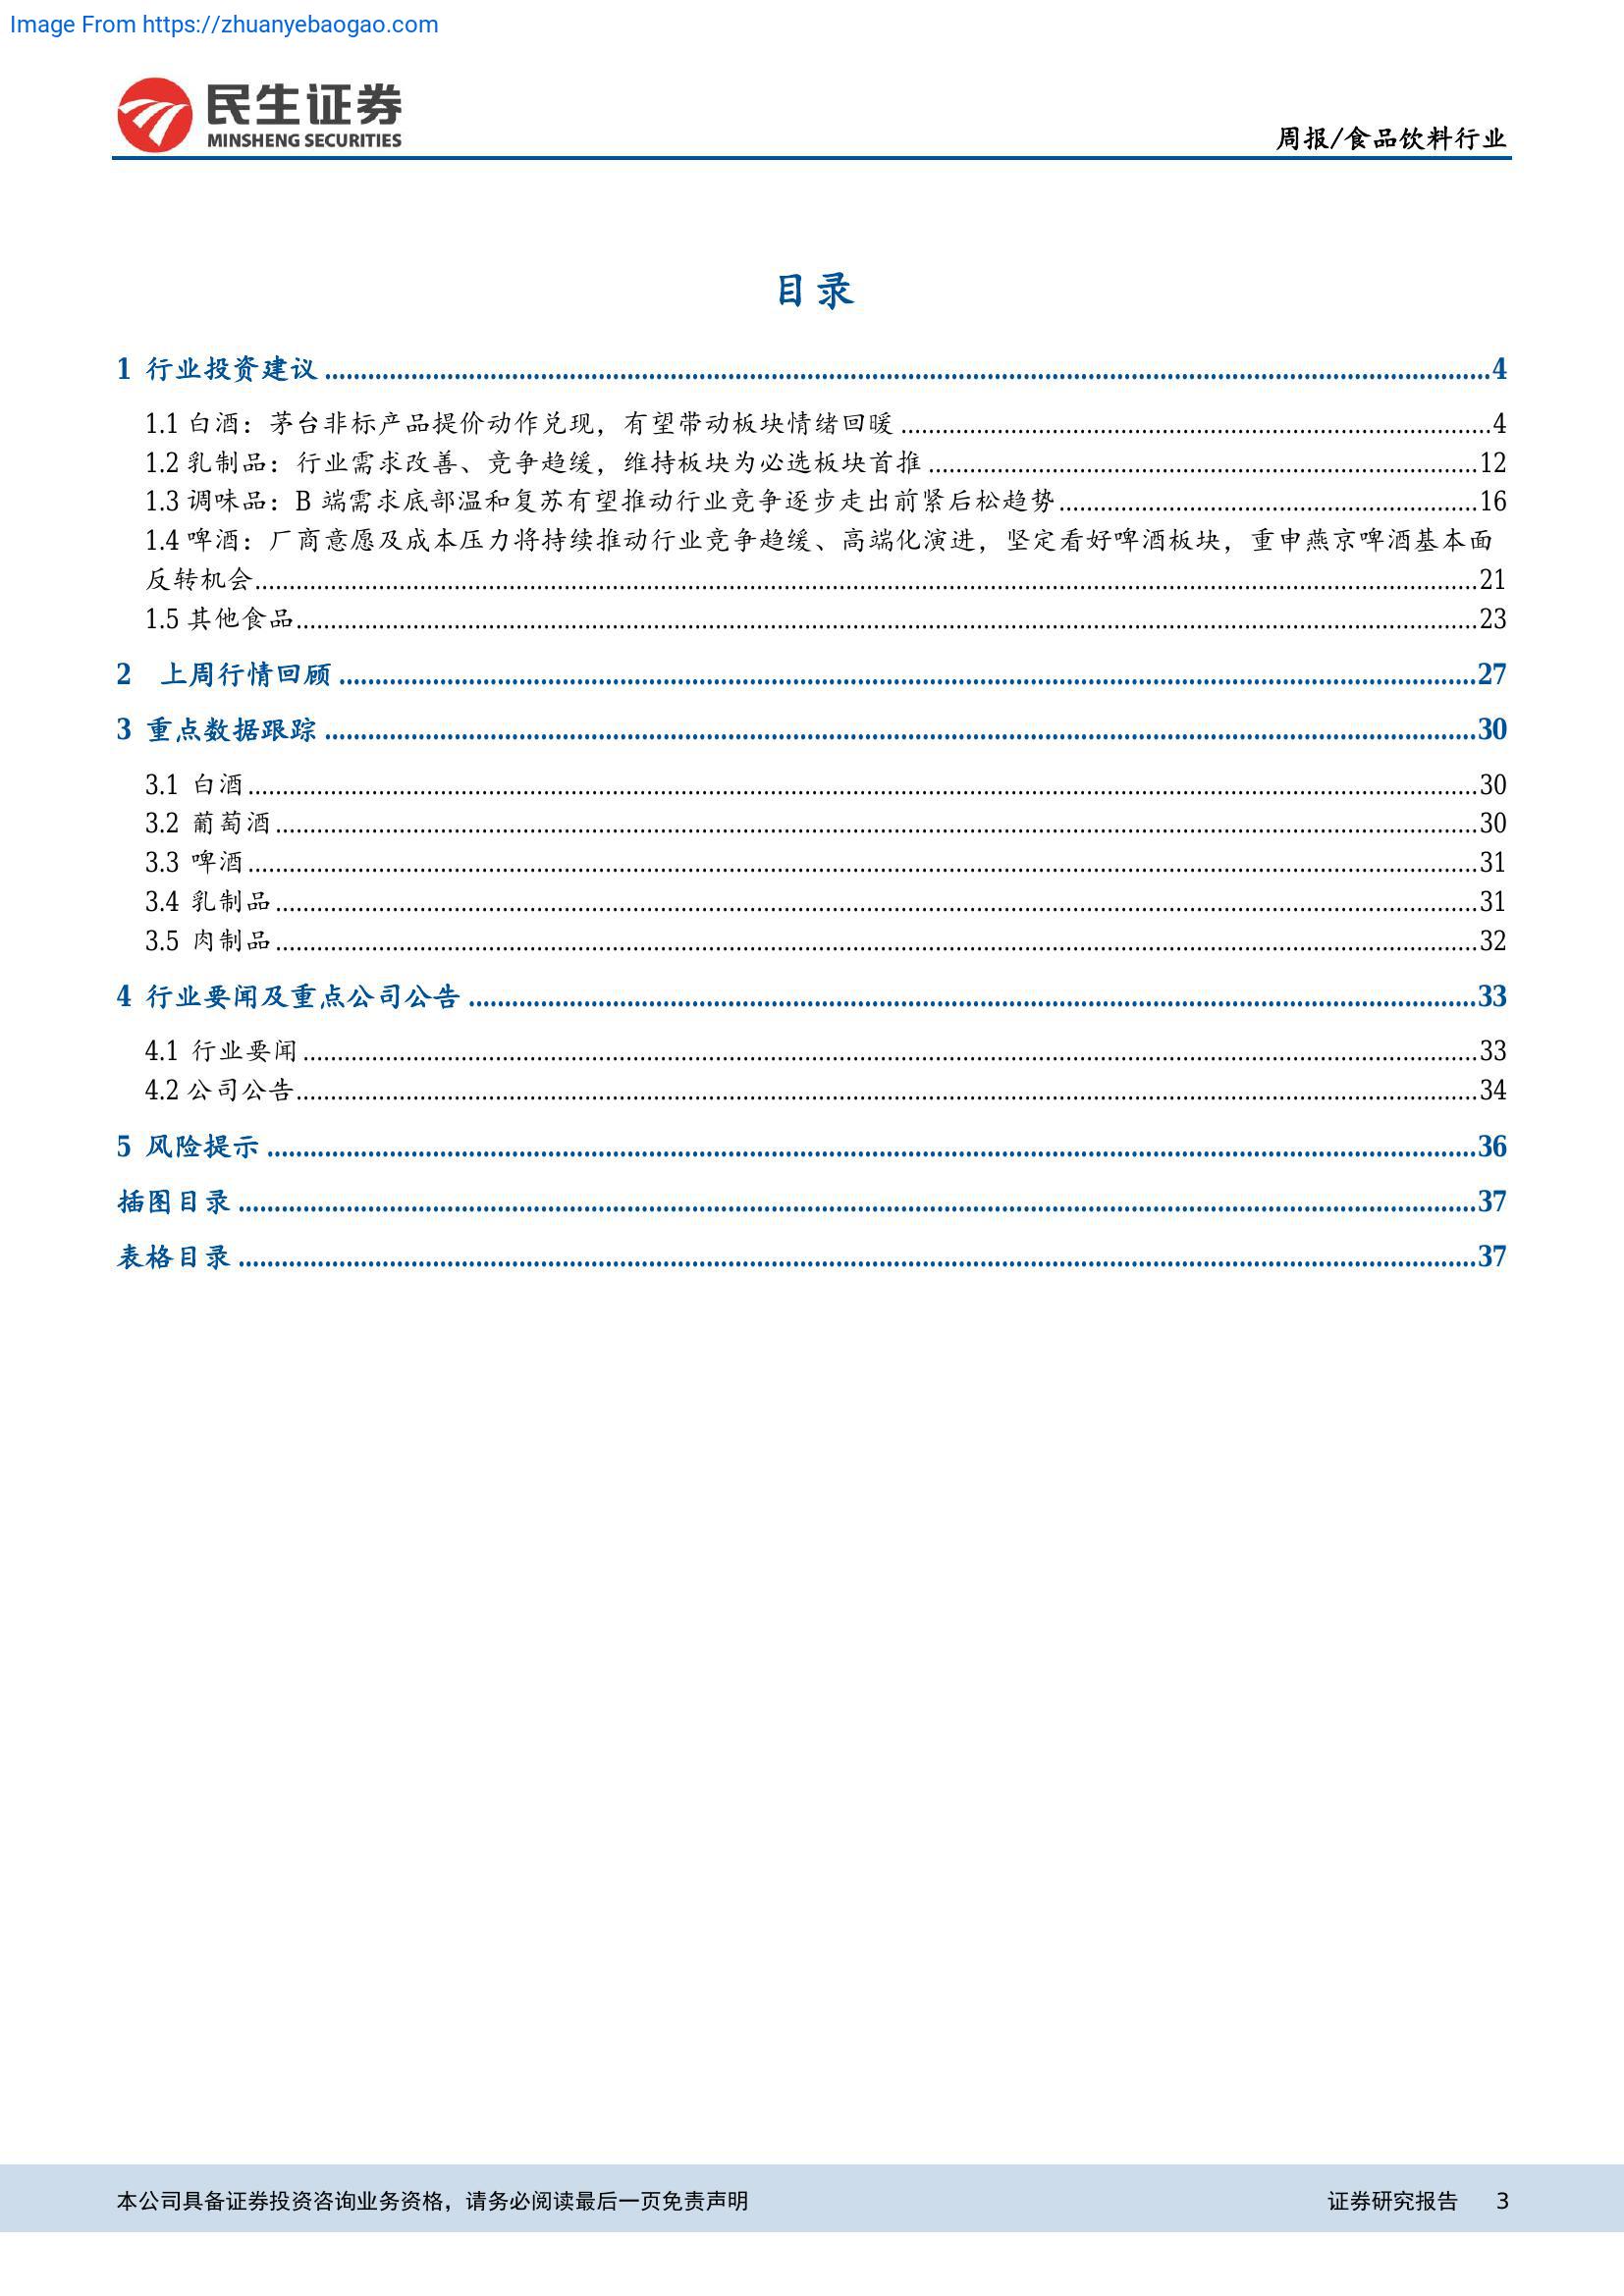 Image From https://zhuanyebaogao.com
民生证券
MINSHENG SECURITIES
周报/食品饮料行业
目录
1 行业投资建议 ........ 4
1.1 白酒：茅台非标产品提价动作兑现，有望带动板块情绪回暖 ........ 4
1.2 乳制品：行业需求改善、竞争趋缓，维持板块为必选板块首推 ........ 12
1.3 调味品：B 端需求底部温和复苏有望推动行业竞争逐步走出前紧后松趋势 ........ 16
1.4 啤酒：厂商意愿及成本压力将持续推动行业竞争趋缓、高端化演进，坚定看好啤酒板块，重申燕京啤酒基本面
反转机会 ........ 21
1.5 其他食品 ........ 23
2 上周行情回顾 ........ 27
3 重点数据跟踪 ........ 30
3.1 白酒 ........ 30
3.2 葡萄酒 ........ 30
3.3 啤酒 ........ 31
3.4 乳制品 ........ 31
3.5 肉制品 ........ 32
4 行业要闻及重点公司公告 ........ 33
4.1 行业要闻 ........ 33
4.2 公司公告 ........ 34
5 风险提示 ........ 36
插图目录 ........ 37
表格目录 ........ 37
本公司具备证券投资咨询业务资格，请务必阅读最后一页免责声明
证券研究报告 3